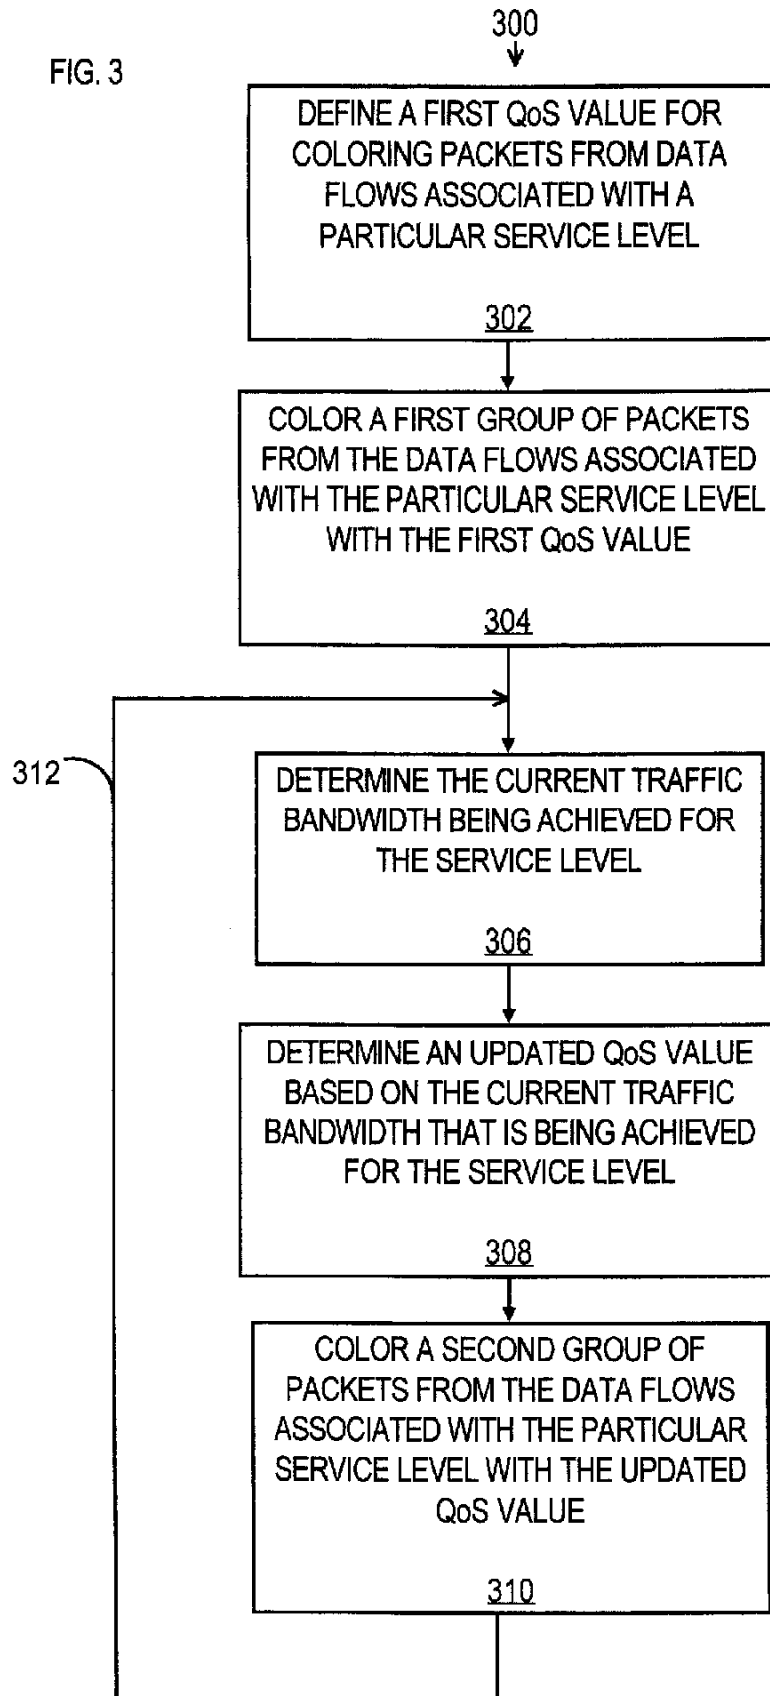 300
FIG. 3
DEFINE A FIRST QoS VALUE FOR
COLORING PACKETS FROM DATA
FLOWS ASSOCIATED WITH A
PARTICULAR SERVICE LEVEL
302
COLOR A FIRST GROUP OF PACKETS
FROM THE DATA FLOWS ASSOCIATED
WITH THE PARTICULAR SERVICE LEVEL
WITH THE FIRST QoS VALUE
304
312
DETERMINE THE CURRENT TRAFFIC
BANDWIDTH BEING ACHIEVED FOR
THE SERVICE LEVEL
306
DETERMINE AN UPDATED QoS VALUE
BASED ON THE CURRENT TRAFFIC
BANDWIDTH THAT IS BEING ACHIEVED
FOR THE SERVICE LEVEL
308
COLOR A SECOND GROUP OF
PACKETS FROM THE DATA FLOWS
ASSOCIATED WITH THE PARTICULAR
SERVICE LEVEL WITH THE UPDATED
QoS VALUE
310